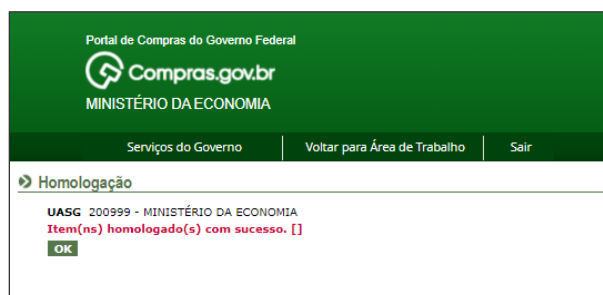 Portal de Compras do Governo Federal
Compras.gov.br
MINISTÉRIO DA ECONOMIA
Serviços do Governo Voltar para Área de Trabalho Sair
Homologação
UASG 200999 - MINISTÉRIO DA ECONOMIA
Item(ns) homologado(s) com sucesso. []
OK